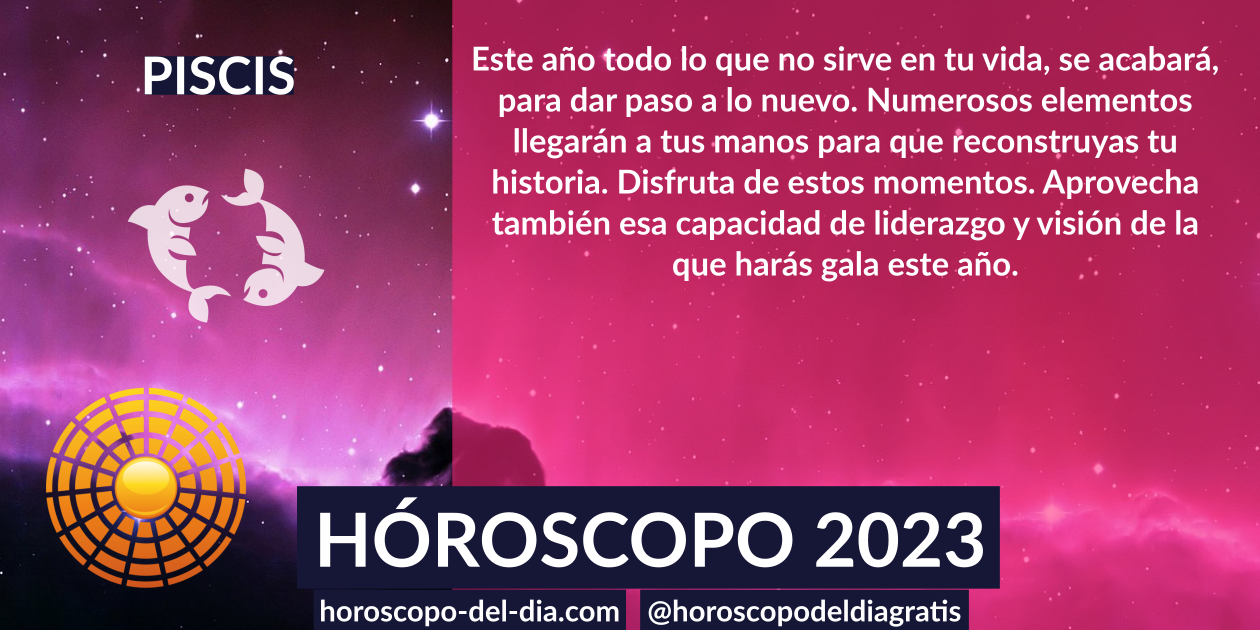 PISCIS
Este año todo lo que no sirve en tu vida, se acabará,
para dar paso a lo nuevo. Numerosos elementos
llegarán a tus manos para que reconstruyas tu
historia. Disfruta de estos momentos. Aprovecha
también esa capacidad de liderazgo y visión de la
que harás gala este año.
HÓROSCOPO 2023
horoscopo-del-dia.com
@horoscopodeldiagratis